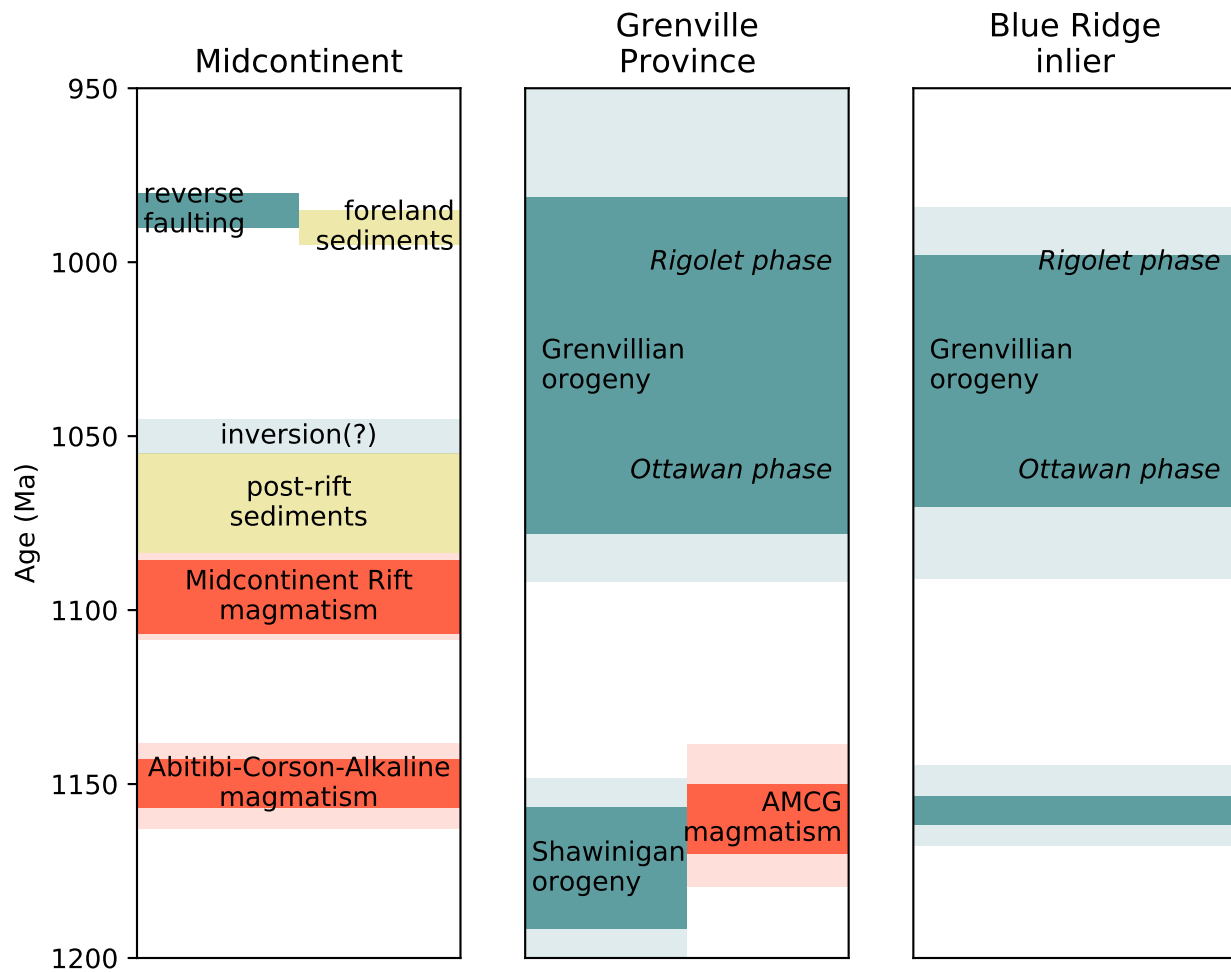 Midcontinent
Grenville
Province
Blue Ridge
inlier
Age (Ma)
950
1000
1050
1100
1150
1200
reverse
faulting
foreland
sediments
inversion(?)
post-rift
sediments
Midcontinent Rift
magmatism
Abitibi-Corson-Alkaline
magmatism
Rigolet phase
Grenvillian
orogeny
Ottawan phase
AMCG
magmatism
Shawinigan
orogeny
Rigolet phase
Grenvillian
orogeny
Ottawan phase